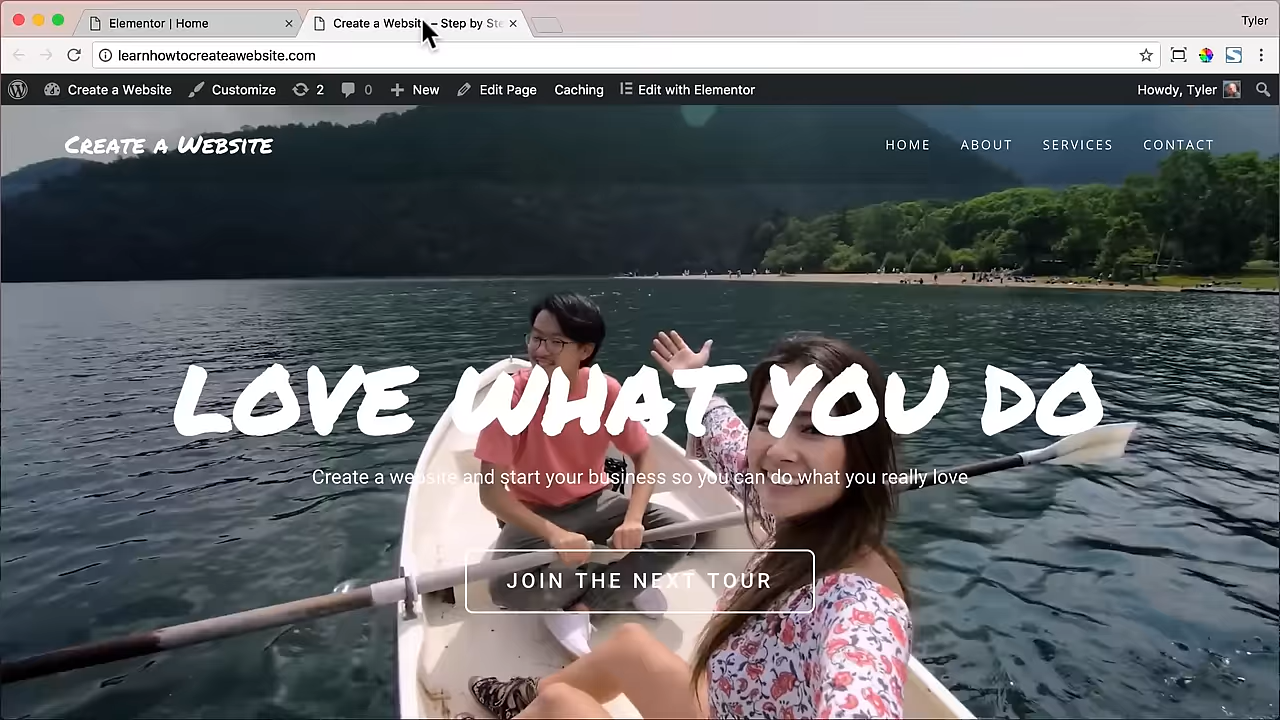 Elementor | Home
Create a Website – Step by Ste
Tyler
learnhowtocreateawebsite.com
Create a Website Customize 2 0 New Edit Page Caching Edit with Elementor Howdy, Tyler
Create a Website HOME ABOUT SERVICES CONTACT
LOVE WHAT YOU DO
Create a website and start your business so you can do what you really love
JOIN THE NEXT TOUR